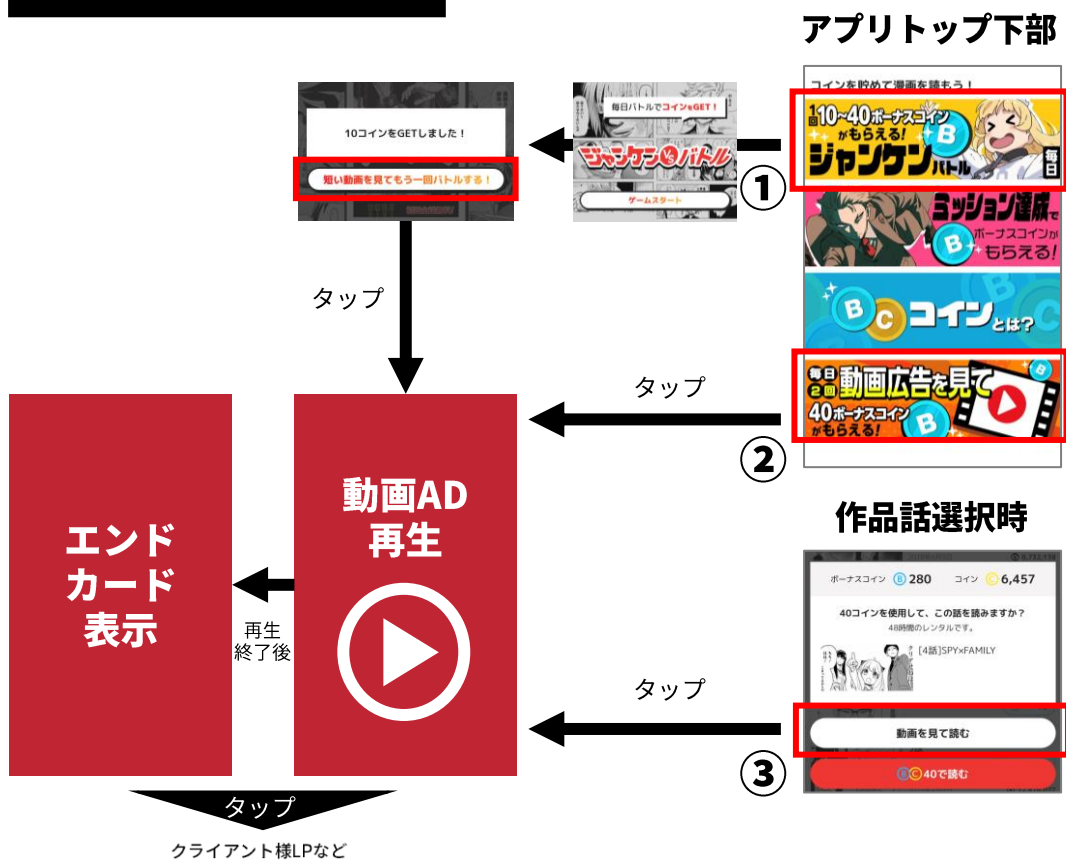 アプリトップ下部
コインを貯めて漫画を読もう！
1回10~40ボーナスコイン
がもらえる!
ジャンケンバトル
毎日
B
ミッション達成で
ボーナスコインが
もらえる!
B
B C コインとは?
毎日
2回
動画広告を見て
40ボーナスコイン
がもらえる!
B
①
毎日バトルでコインをGET！
ジャンケンVSバトル
ゲームスタート
10コインをGETしました！
短い動画を見てもう一回バトルする！
タップ
タップ
②
作品話選択時
ボーナスコイン B 280 コイン C 6,457
40コインを使用して、この話を読みますか？
48時間のレンタルです。
[4話]SPY×FAMILY
動画を見て読む
BC40で読む
タップ
③
動画AD
再生
再生
終了後
エンド
カード
表示
タップ
クライアント様LPなど